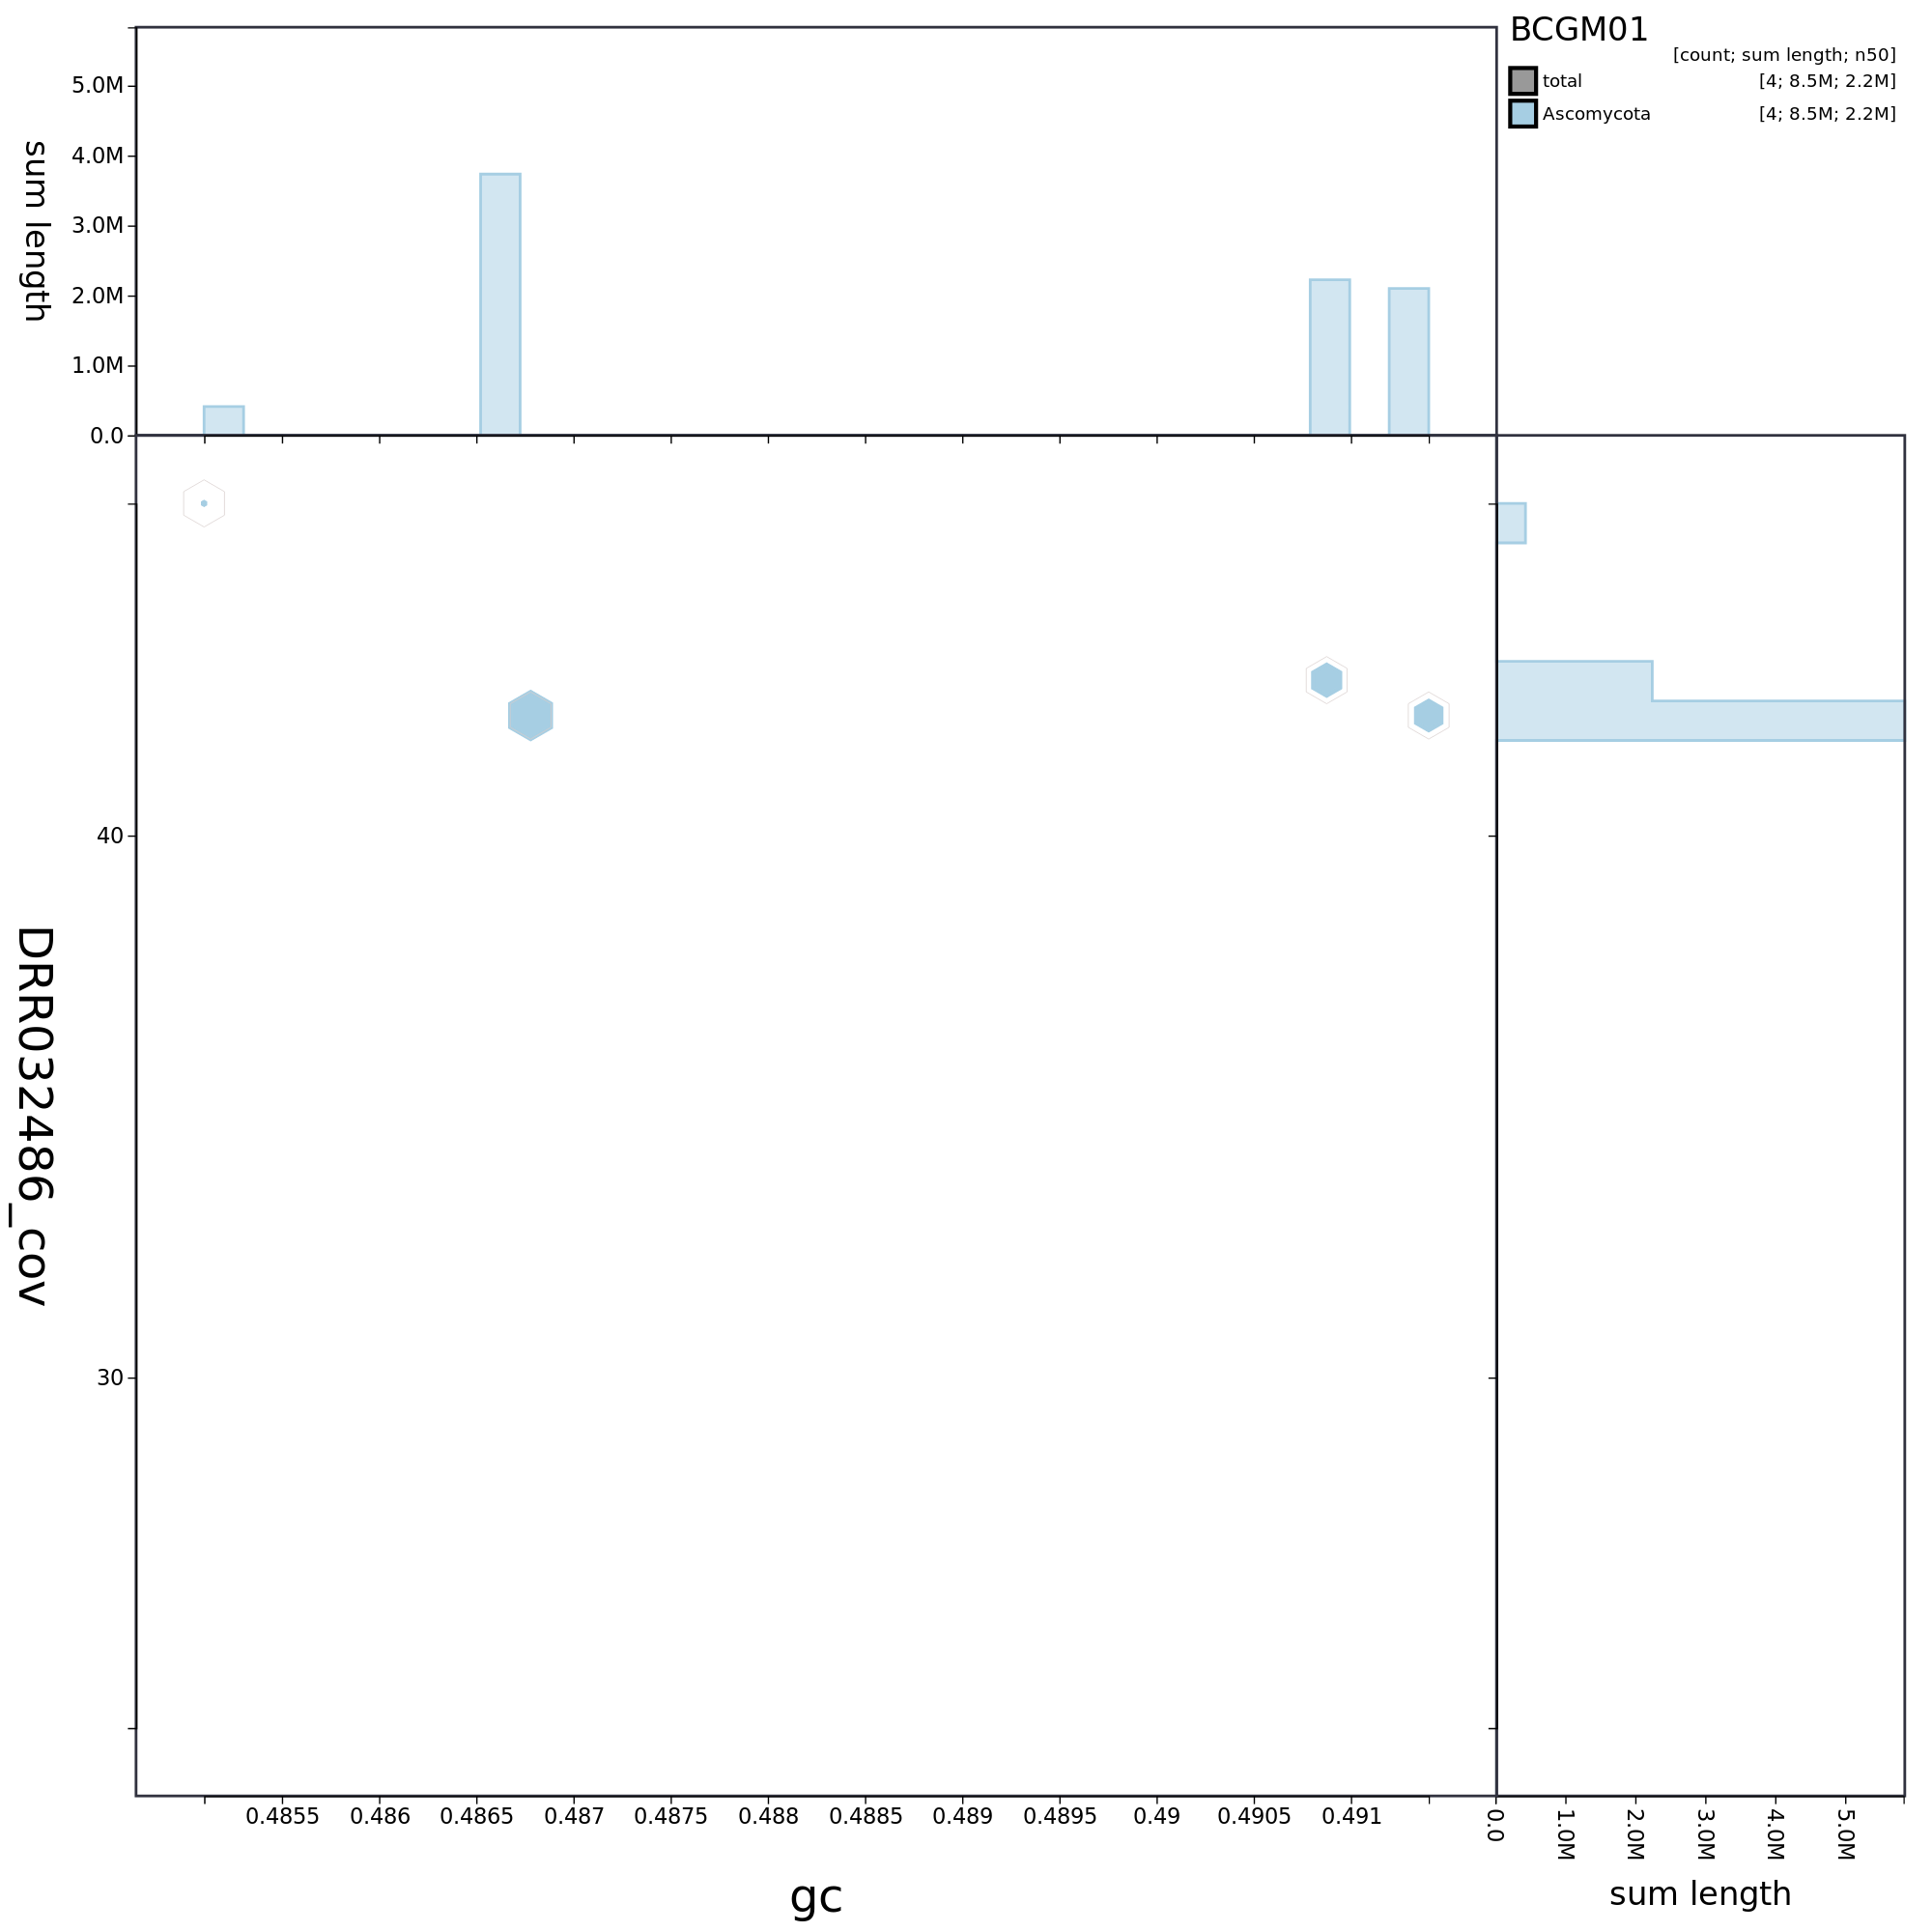 BCGM01
[count; sum length; n50]
total [4; 8.5M; 2.2M]
Ascomycota [4; 8.5M; 2.2M]
sum length
5.0M
4.0M
3.0M
2.0M
1.0M
0.0
DRR032486_cov
40
30
0.4855 0.486 0.4865 0.487 0.4875 0.488 0.4885 0.489 0.4895 0.49 0.4905 0.491
gc
0.0 1.0M 2.0M 3.0M 4.0M 5.0M
sum length